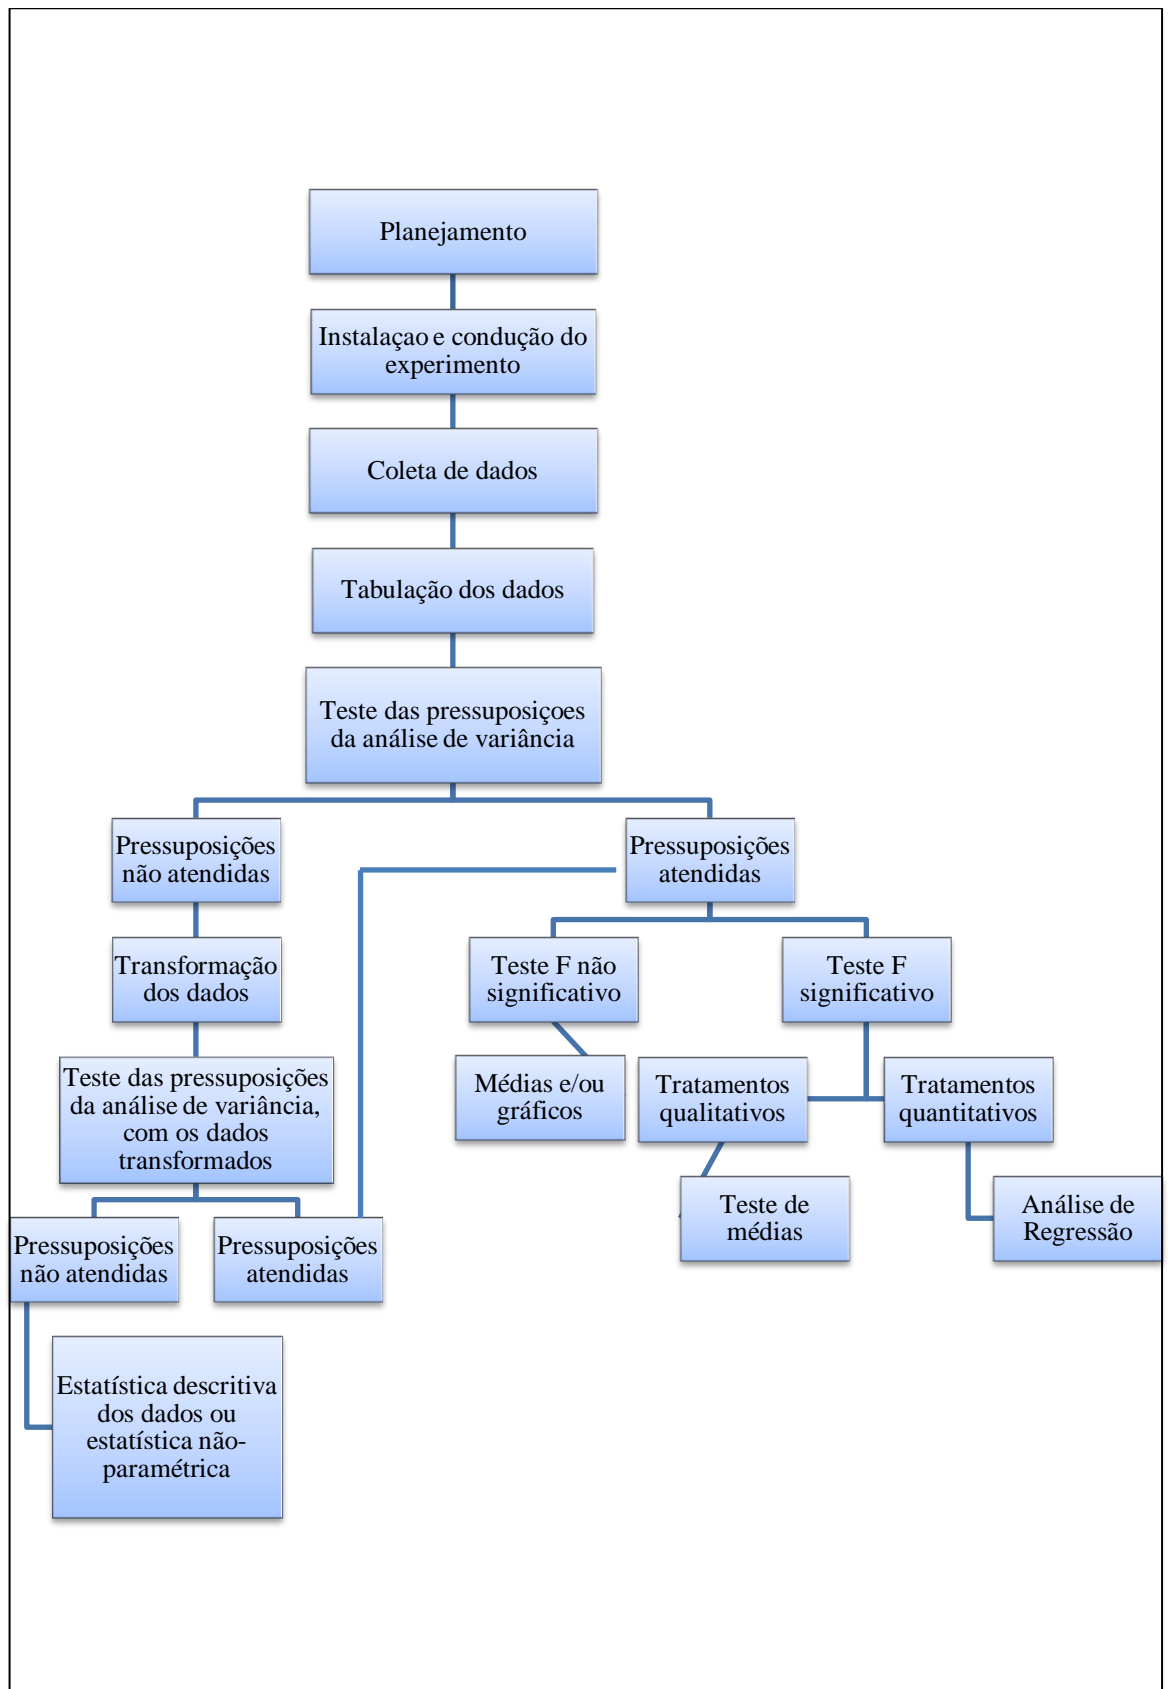 Planejamento
Instalaçao e condução do
experimento
Coleta de dados
Tabulação dos dados
Teste das pressuposiçoes
da análise de variância
Pressuposições
não atendidas
Pressuposições
atendidas
Transformação
dos dados
Teste F não
significativo
Teste F
significativo
Teste das pressuposições
da análise de variância,
com os dados
transformados
Médias e/ou
gráficos
Tratamentos
qualitativos
Tratamentos
quantitativos
Pressuposições
não atendidas
Pressuposições
atendidas
Teste de
médias
Análise de
Regressão
Estatística descritiva
dos dados ou
estatística não-
paramétrica